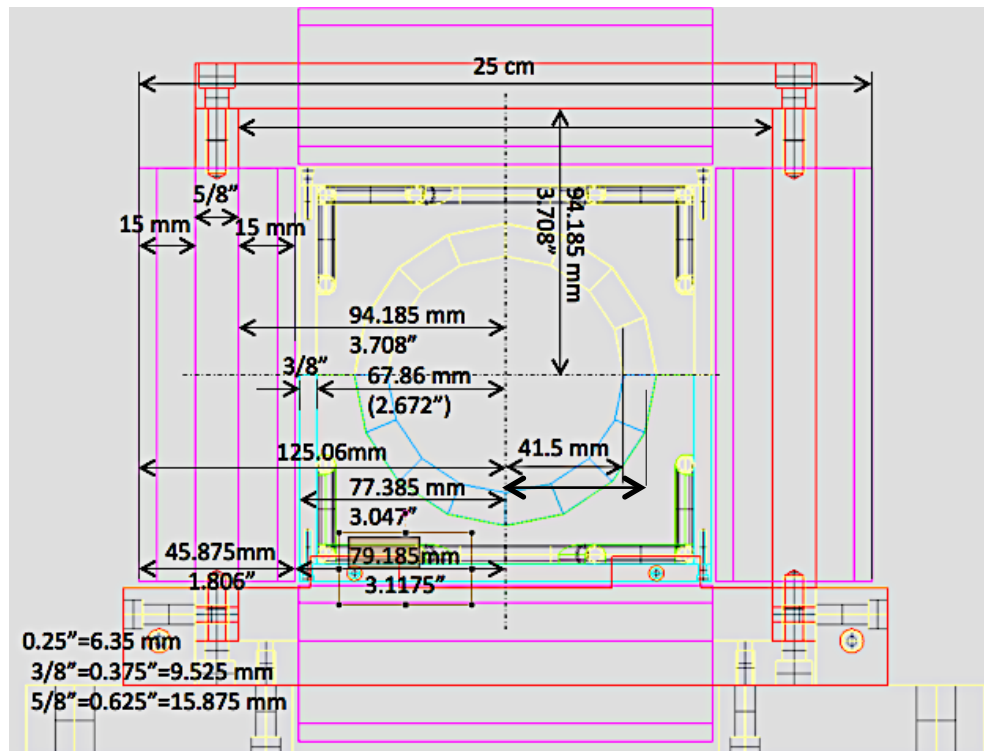 25 cm
5/8”
15 mm
15 mm
94.185 mm
3.708”
94.185 mm
3.708”
3/8”
67.86 mm
(2.672”)
125.06mm
41.5 mm
77.385 mm
3.047”
45.875mm
1.806”
79.185mm
3.1175”
0.25”=6.35 mm
3/8”=0.375”=9.525 mm
5/8”=0.625”=15.875 mm